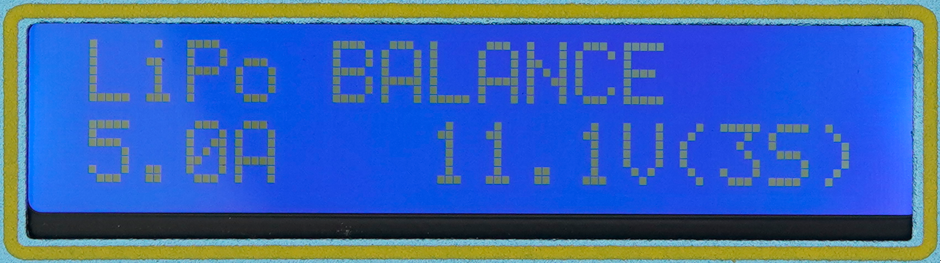 LiPo BALANCE
5.0A 11.1V(3S)